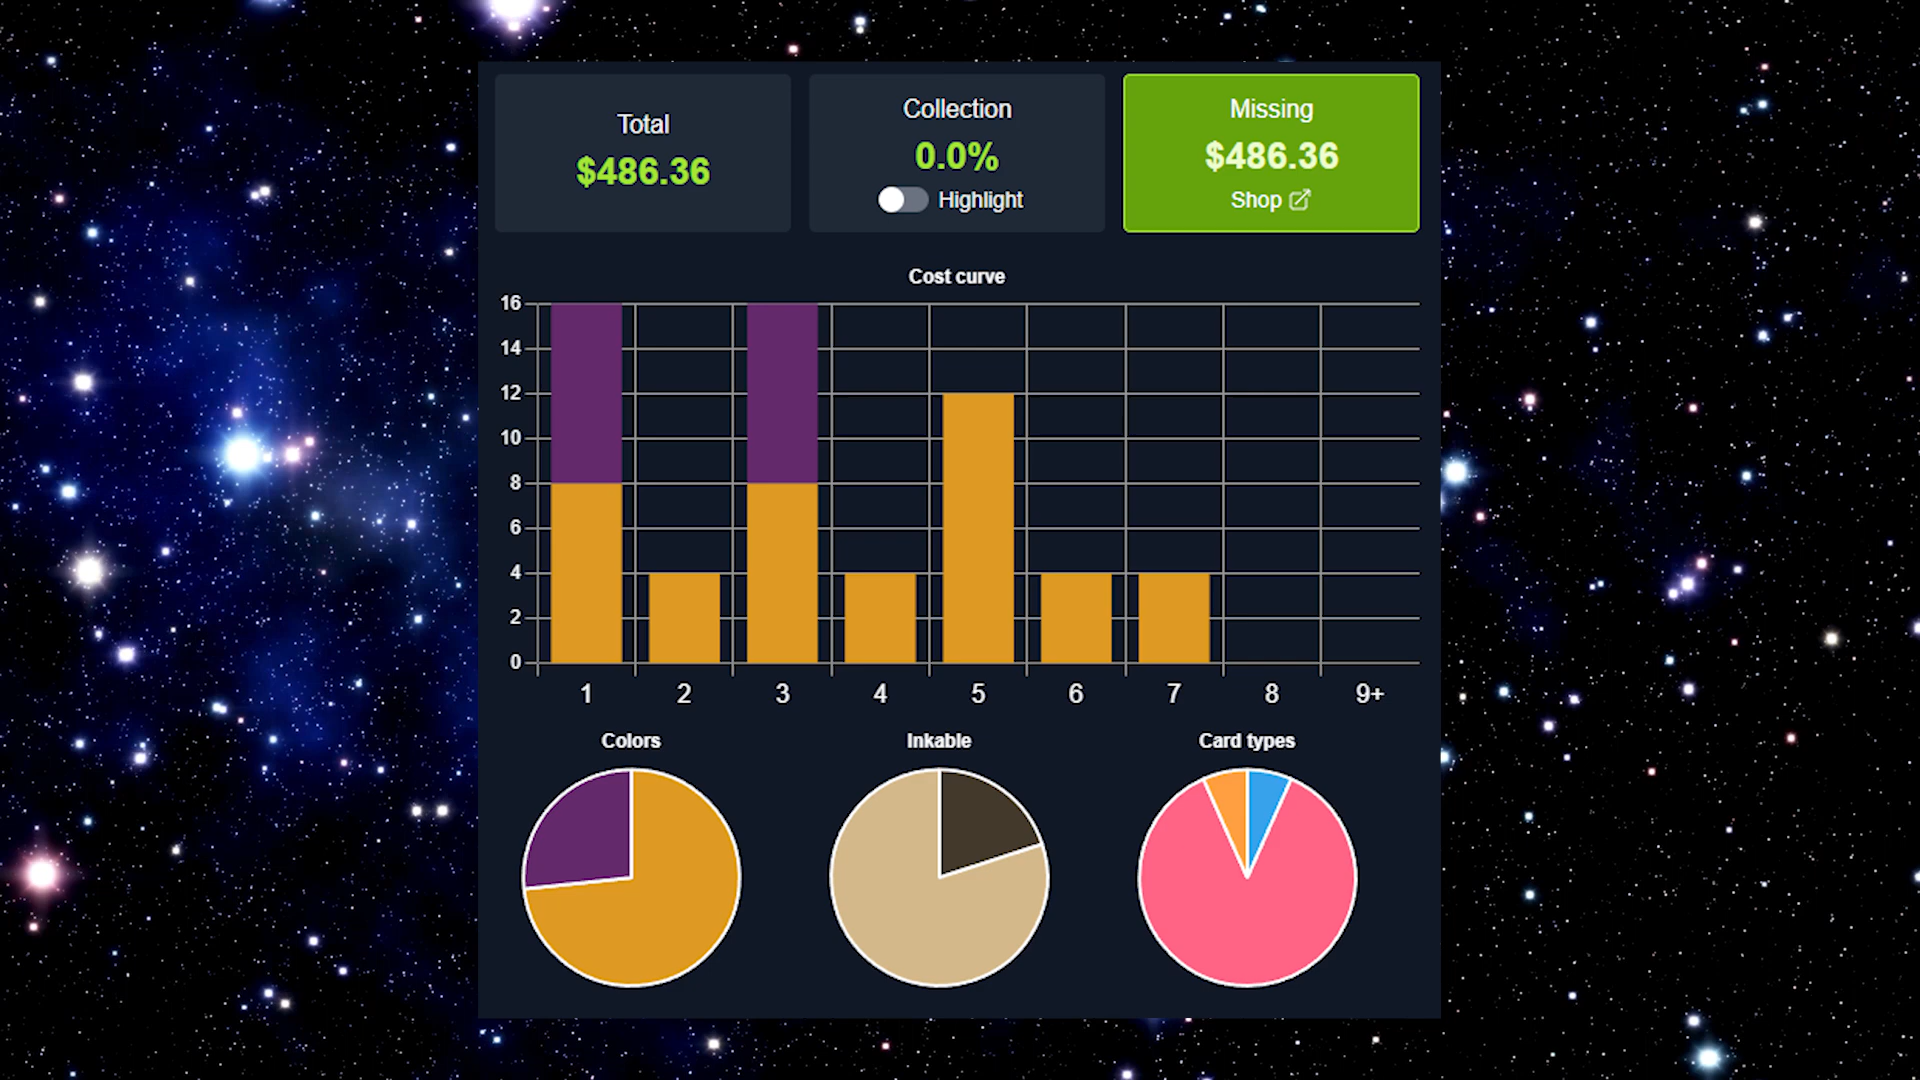 Total
$486.36
Collection
0.0%
Highlight
Missing
$486.36
Shop
Cost curve
16
14
12
10
8
6
4
2
0
1 2 3 4 5 6 7 8 9+
Colors Inkable Card types